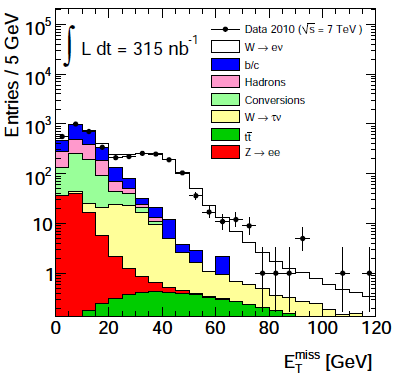 Entries / 5 GeV
10⁵
10⁴
10³
10²
10
1
∫ L dt = 315 nb⁻¹
Data 2010 (√s = 7 TeV )
W → eν
b/c
Hadrons
Conversions
W → τν
tt̄
Z → ee
0 20 40 60 80 100 120
E_T^miss [GeV]